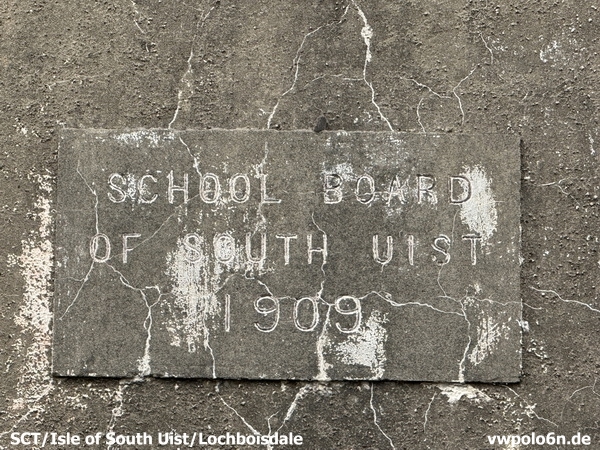 SCHOOL BOARD
OF SOUTH UIST
1909
SCT/Isle of South Uist/Lochboisdale
vwpolo6n.de